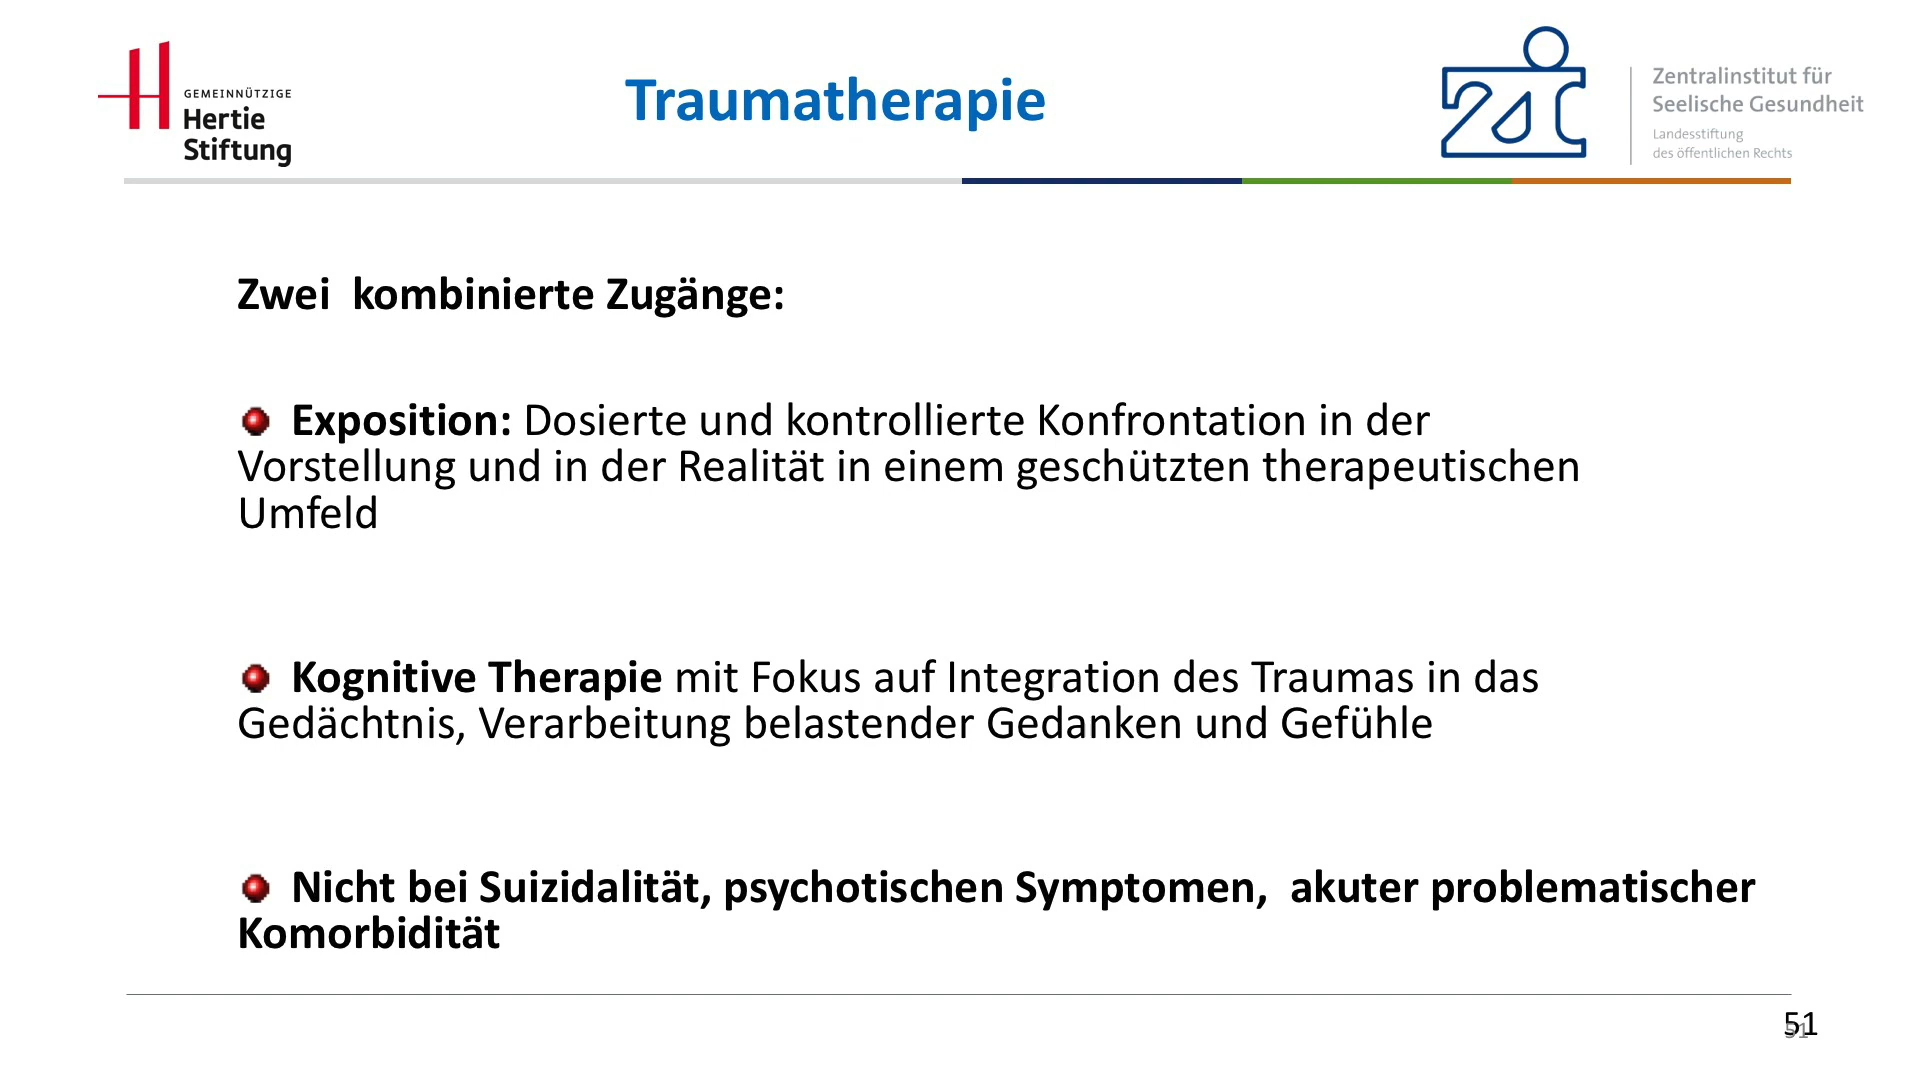 GEMEINNÜTZIGE
Hertie
Stiftung
Traumatherapie
Zentralinstitut für
Seelische Gesundheit
Landesstiftung
des öffentlichen Rechts
Zwei  kombinierte Zugänge:
Exposition: Dosierte und kontrollierte Konfrontation in der
Vorstellung und in der Realität in einem geschützten therapeutischen
Umfeld
Kognitive Therapie mit Fokus auf Integration des Traumas in das
Gedächtnis, Verarbeitung belastender Gedanken und Gefühle
Nicht bei Suizidalität, psychotischen Symptomen,  akuter problematischer
Komorbidität
51
51